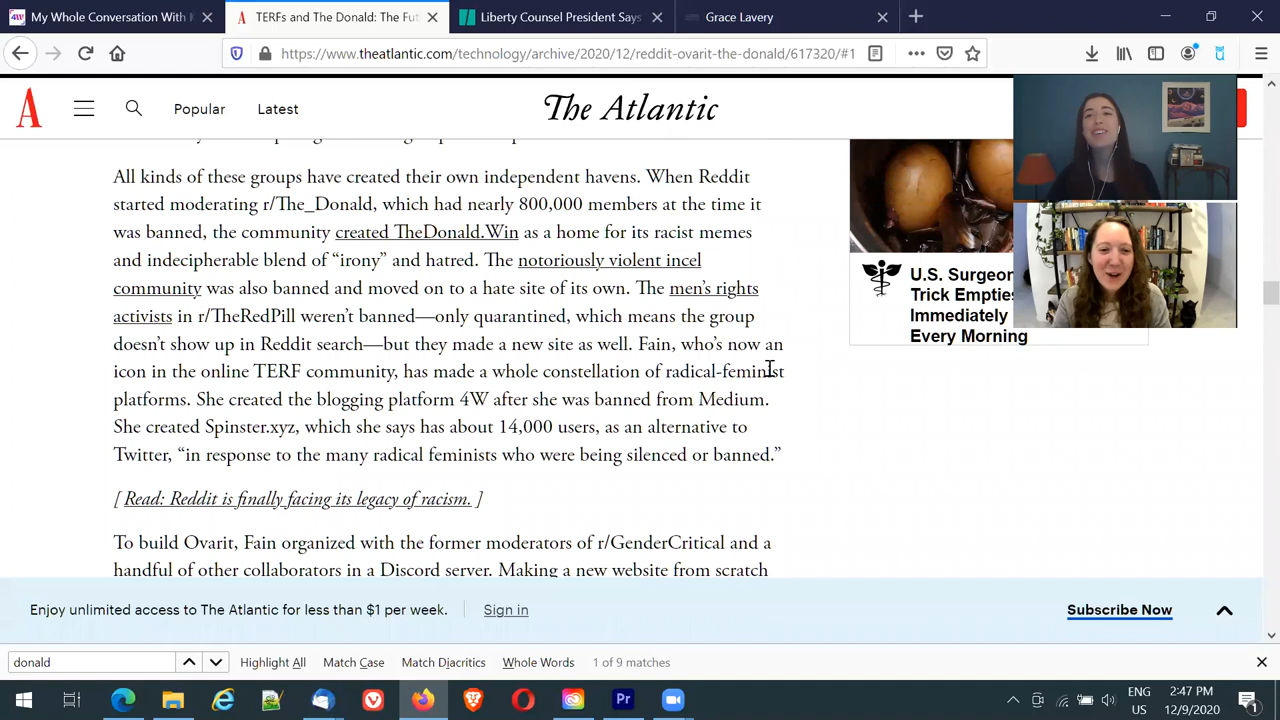 My Whole Conversation With K
TERFs and The Donald: The Fut
Liberty Counsel President Says
Grace Lavery
https://www.theatlantic.com/technology/archive/2020/12/reddit-ovarit-the-donald/617320/#1
Popular
Latest
The Atlantic
All kinds of these groups have created their own independent havens. When Reddit
started moderating r/The_Donald, which had nearly 800,000 members at the time it
was banned, the community created TheDonald.Win as a home for its racist memes
and indecipherable blend of “irony” and hatred. The notoriously violent incel
community was also banned and moved on to a hate site of its own. The men’s rights
activists in r/TheRedPill weren’t banned—only quarantined, which means the group
doesn’t show up in Reddit search—but they made a new site as well. Fain, who’s now an
icon in the online TERF community, has made a whole constellation of radical-feminist
platforms. She created the blogging platform 4W after she was banned from Medium.
She created Spinster.xyz, which she says has about 14,000 users, as an alternative to
Twitter, “in response to the many radical feminists who were being silenced or banned.”
[ Read: Reddit is finally facing its legacy of racism. ]
To build Ovarit, Fain organized with the former moderators of r/GenderCritical and a
handful of other collaborators in a Discord server. Making a new website from scratch
U.S. Surgeon
Trick Empties
Immediately
Every Morning
Enjoy unlimited access to The Atlantic for less than $1 per week.
Sign in
Subscribe Now
donald
Highlight All
Match Case
Match Diacritics
Whole Words
1 of 9 matches
ENG
US
2:47 PM
12/9/2020